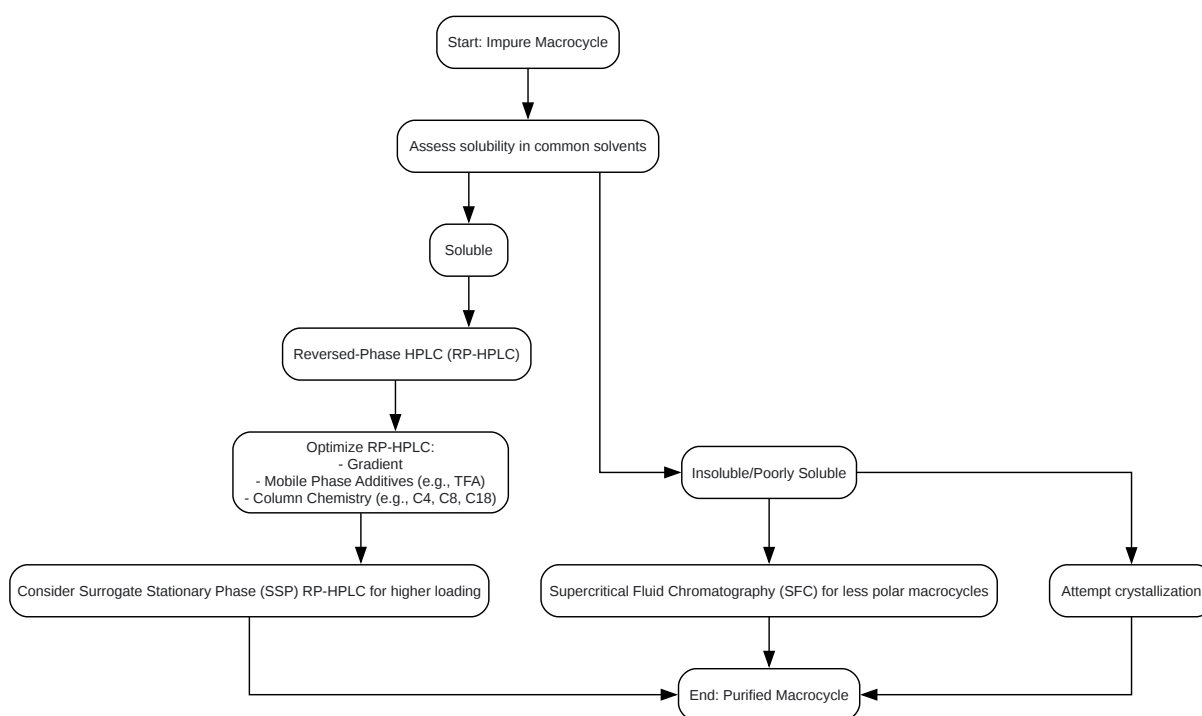 Start: Impure Macrocycle
Assess solubility in common solvents
Soluble
Reversed-Phase HPLC (RP-HPLC)
Optimize RP-HPLC:
- Gradient
- Mobile Phase Additives (e.g., TFA)
- Column Chemistry (e.g., C4, C8, C18)
Insoluble/Poorly Soluble
Consider Surrogate Stationary Phase (SSP) RP-HPLC for higher loading
Supercritical Fluid Chromatography (SFC) for less polar macrocycles
Attempt crystallization
End: Purified Macrocycle